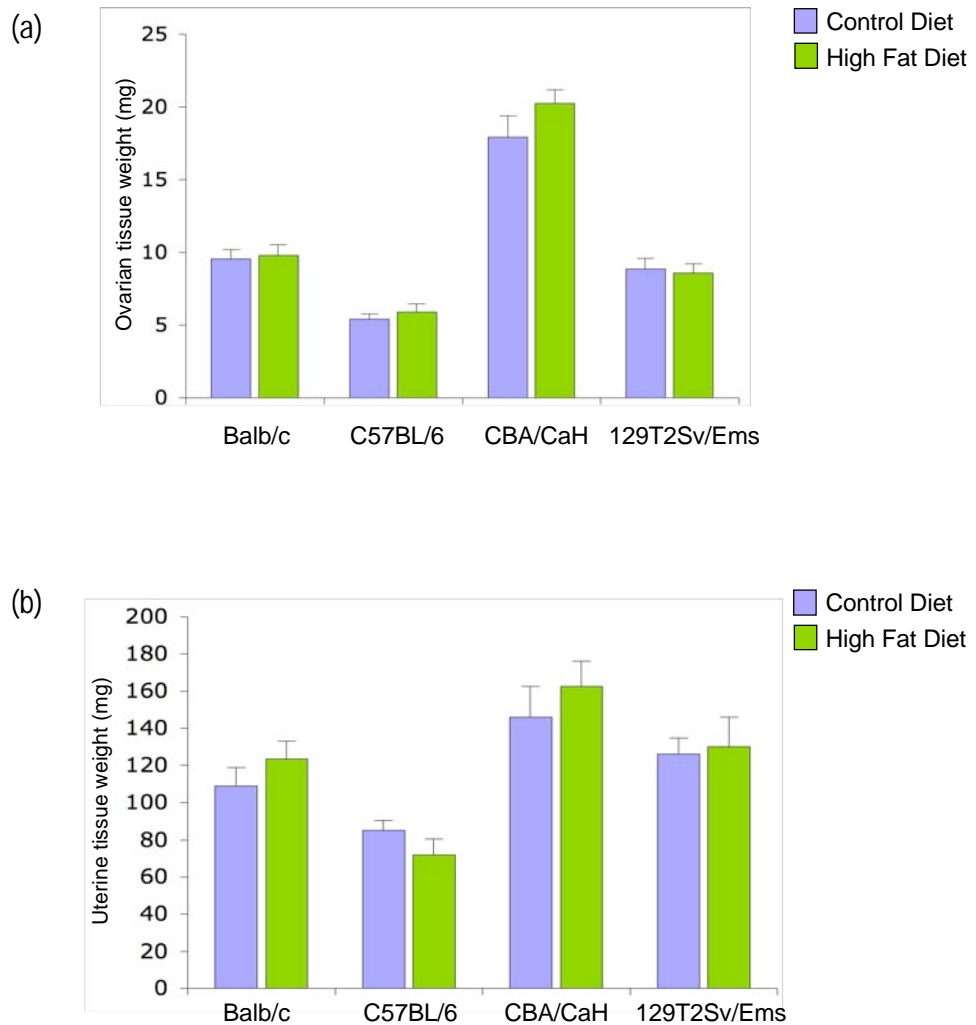 (a)
Control Diet
High Fat Diet
Ovarian tissue weight (mg)
25
20
15
10
5
0
Balb/c C57BL/6 CBA/CaH 129T2Sv/Ems
(b)
Control Diet
High Fat Diet
Uterine tissue weight (mg)
200
180
160
140
120
100
80
60
40
20
0
Balb/c C57BL/6 CBA/CaH 129T2Sv/Ems